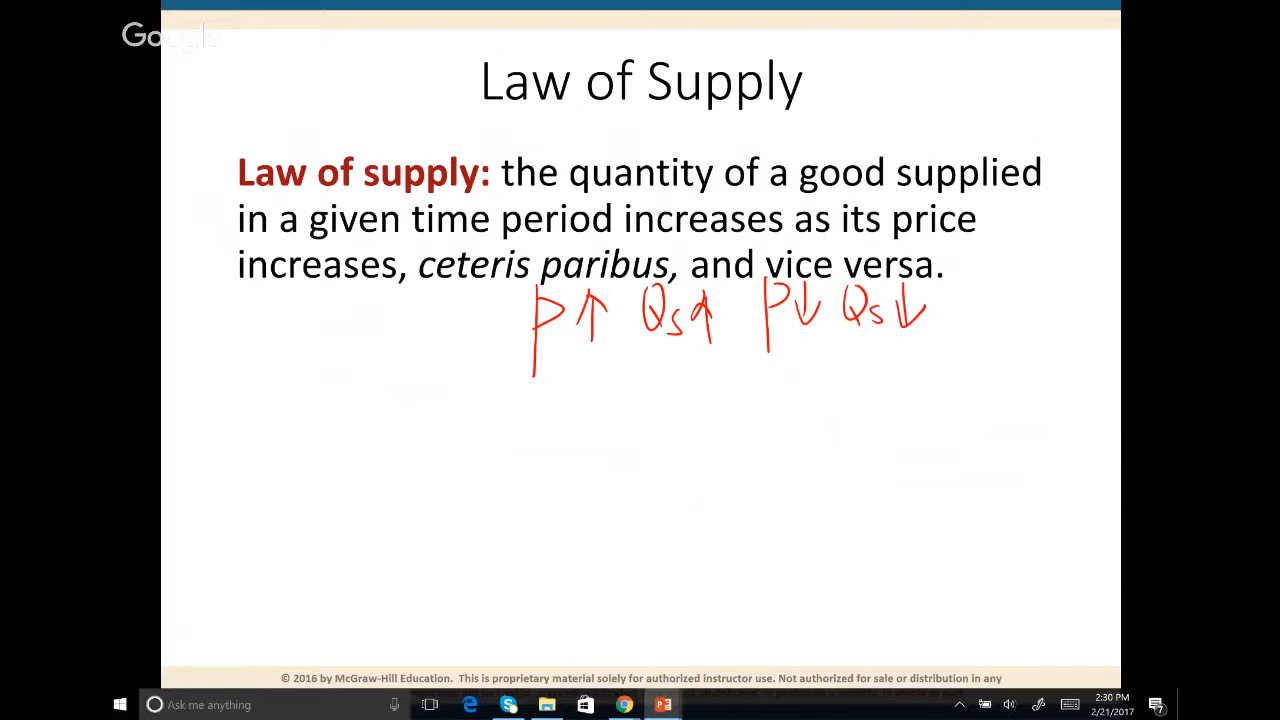 Google
Law of Supply
Law of supply: the quantity of a good supplied
in a given time period increases as its price
increases, ceteris paribus, and vice versa.
P↑ Qs↑ P↓ Qs↓
© 2016 by McGraw-Hill Education. This is proprietary material solely for authorized instructor use. Not authorized for sale or distribution in any
Ask me anything
2:30 PM
2/21/2017
7